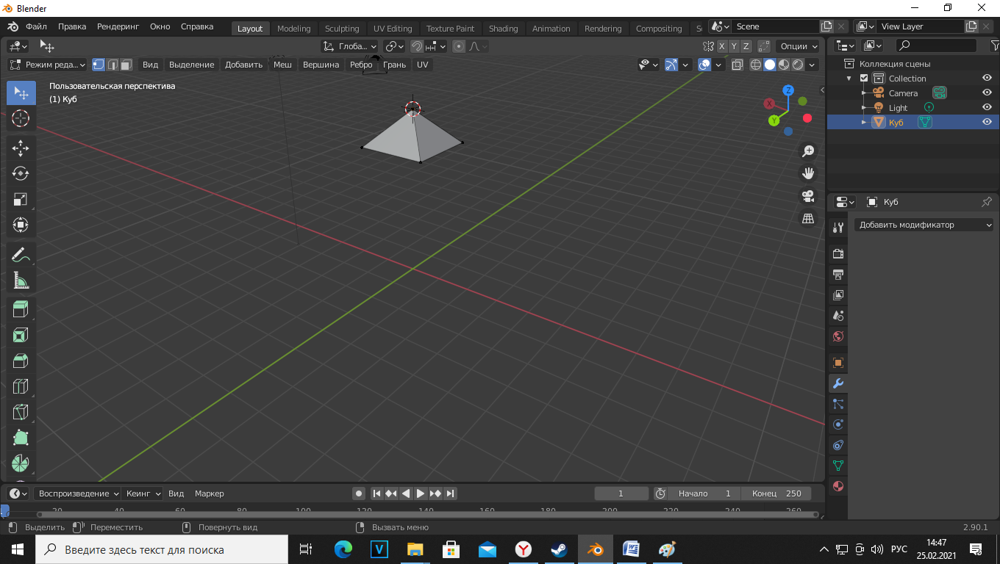 Blender
Файл Правка Рендеринг Окно Справка Layout Modeling Sculpting UV Editing Texture Paint Shading Animation Rendering Compositing Scene View Layer
Глоба... X Y Z Опции
Режим реда... Вид Выделение Добавить Меш Вершина Ребро Грань UV
Пользовательская перспектива
(1) Куб
Z
X
Y
Коллекция сцены
Collection
Camera
Light
Куб
Куб
Добавить модификатор
Воспроизведение Кеинг Вид Маркер 1 Начало 1 Конец 250
20 40 60 80 100 120 140 160 180 200 220 240 260
Выделить Переместить Повернуть вид Вызвать меню 2.90.1
Введите здесь текст для поиска
V
Y
W
РУС
14:47
25.02.2021